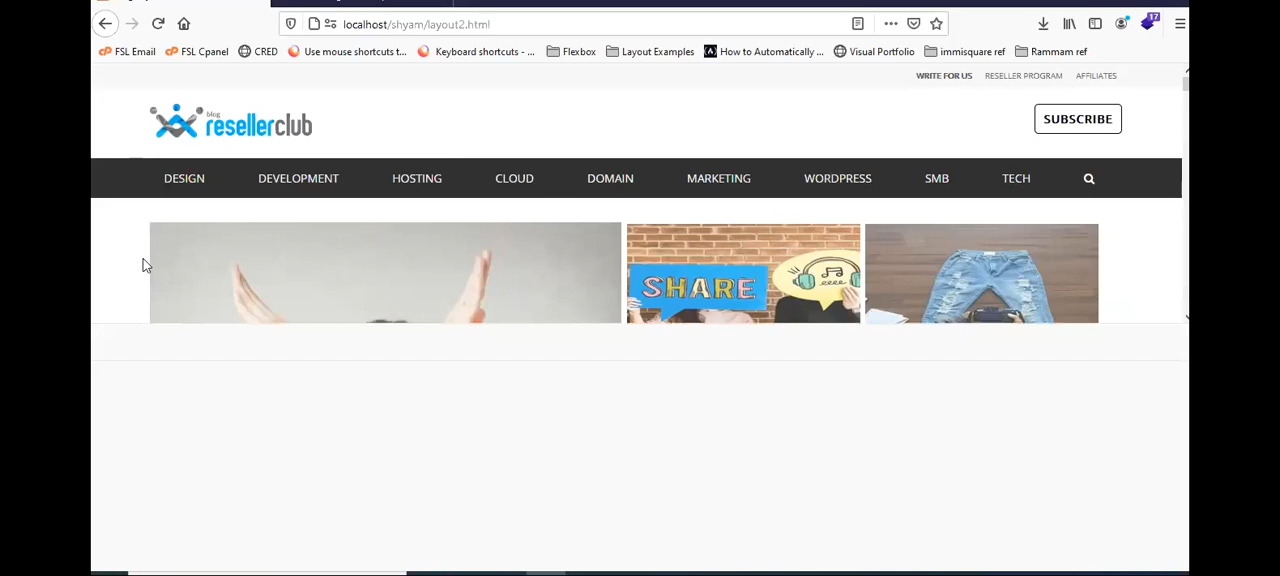 localhost/shyam/layout2.html
17
FSL Email FSL Cpanel CRED Use mouse shortcuts t... Keyboard shortcuts - ... Flexbox Layout Examples How to Automatically ... Visual Portfolio immisquare ref Rammam ref
WRITE FOR US RESELLER PROGRAM AFFILIATES
blog
resellerclub
SUBSCRIBE
DESIGN DEVELOPMENT HOSTING CLOUD DOMAIN MARKETING WORDPRESS SMB TECH
SHARE